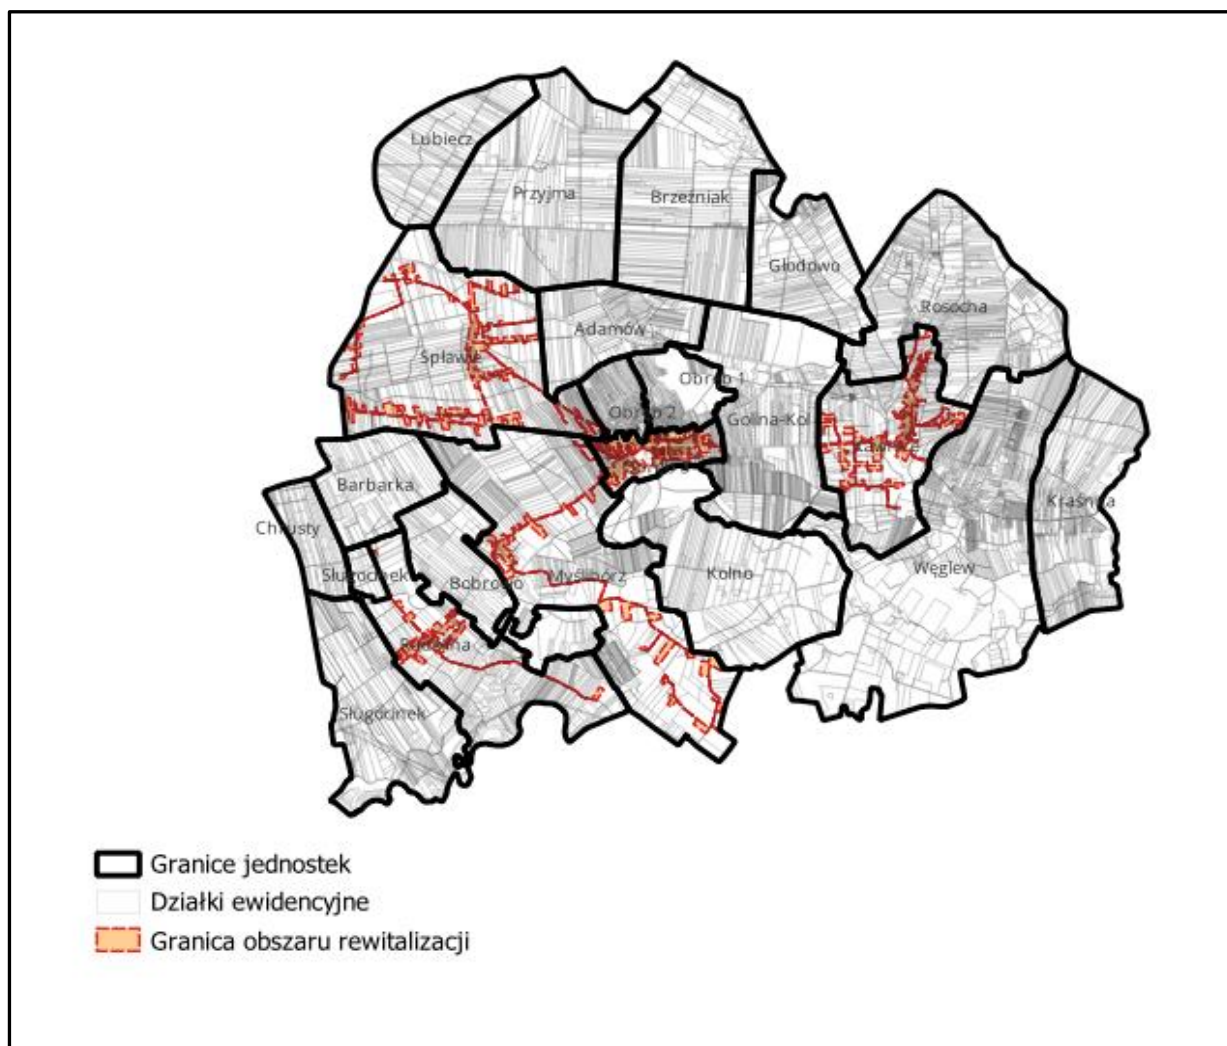 Lubiecz
Przyjma
Brzeźniak
Głodowo
Rosocha
Adamów
Spławie
Obręb 1
Obręb 2
Golina-Kol
Barbarka
Kraśnica
Chrusty
Sługocinek
Bobrowo
Myślibórz
Kolno
Węglew
Radolina
Sługocinek
Granice jednostek
Działki ewidencyjne
Granica obszaru rewitalizacji